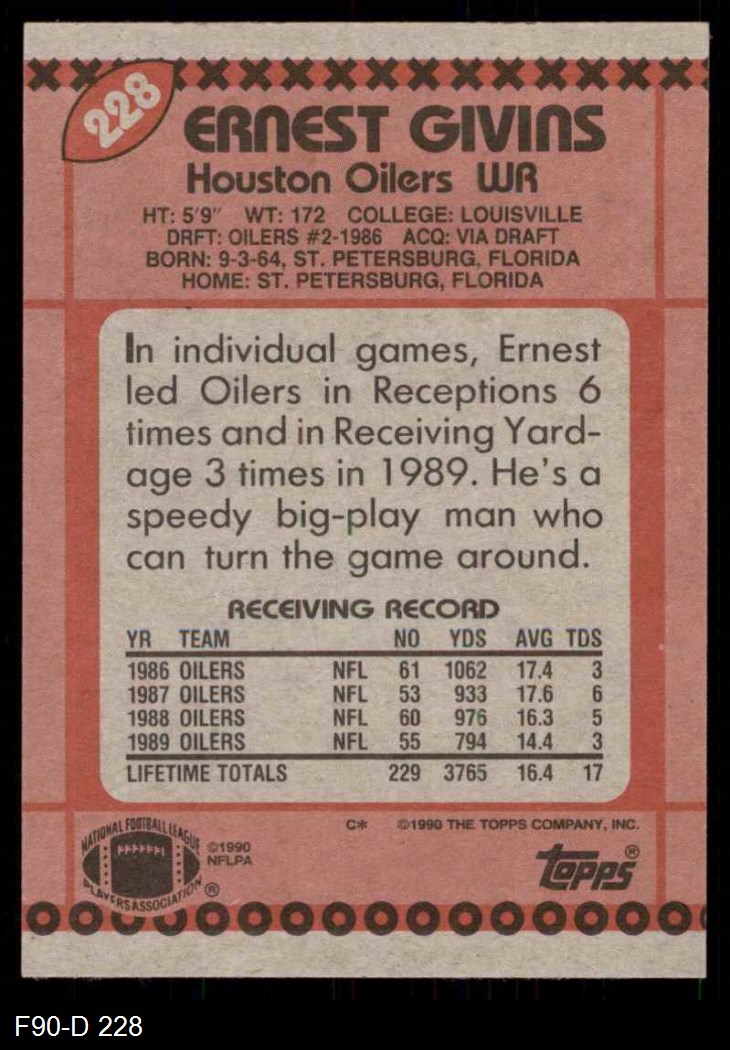 228
ERNEST GIVINS
Houston Oilers WR
HT: 5'9" WT: 172 COLLEGE: LOUISVILLE
DRFT: OILERS #2-1986 ACQ: VIA DRAFT
BORN: 9-3-64, ST. PETERSBURG, FLORIDA
HOME: ST. PETERSBURG, FLORIDA
In individual games, Ernest
led Oilers in Receptions 6
times and in Receiving Yard-
age 3 times in 1989. He's a
speedy big-play man who
can turn the game around.
RECEIVING RECORD
YR TEAM NO YDS AVG TDS
1986 OILERS NFL 61 1062 17.4 3
1987 OILERS NFL 53 933 17.6 6
1988 OILERS NFL 60 976 16.3 5
1989 OILERS NFL 55 794 14.4 3
LIFETIME TOTALS 229 3765 16.4 17
C* ©1990 THE TOPPS COMPANY, INC.
NATIONAL FOOTBALL LEAGUE
PLAYERS ASSOCIATION ®
©1990
NFLPA
topps®
F90-D 228